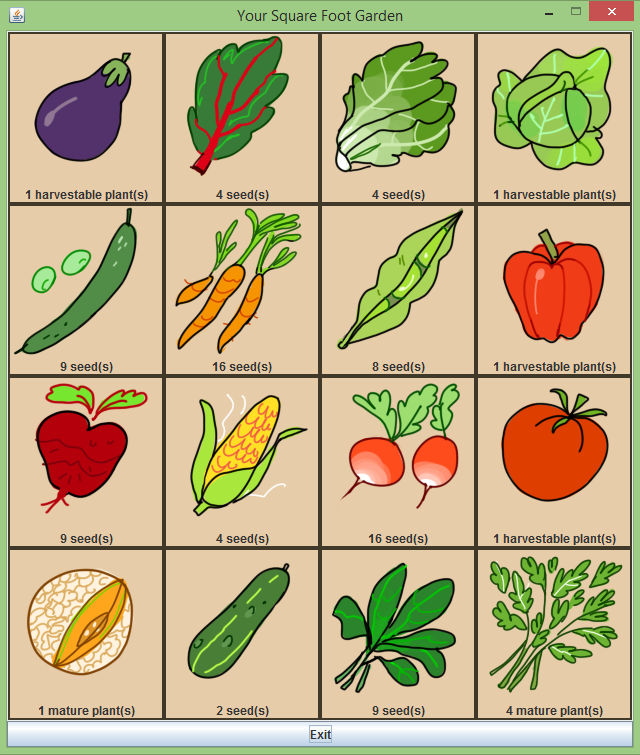 Your Square Foot Garden
1 harvestable plant(s)
4 seed(s)
4 seed(s)
1 harvestable plant(s)
9 seed(s)
16 seed(s)
8 seed(s)
1 harvestable plant(s)
9 seed(s)
4 seed(s)
16 seed(s)
1 harvestable plant(s)
1 mature plant(s)
2 seed(s)
9 seed(s)
4 mature plant(s)
Exit